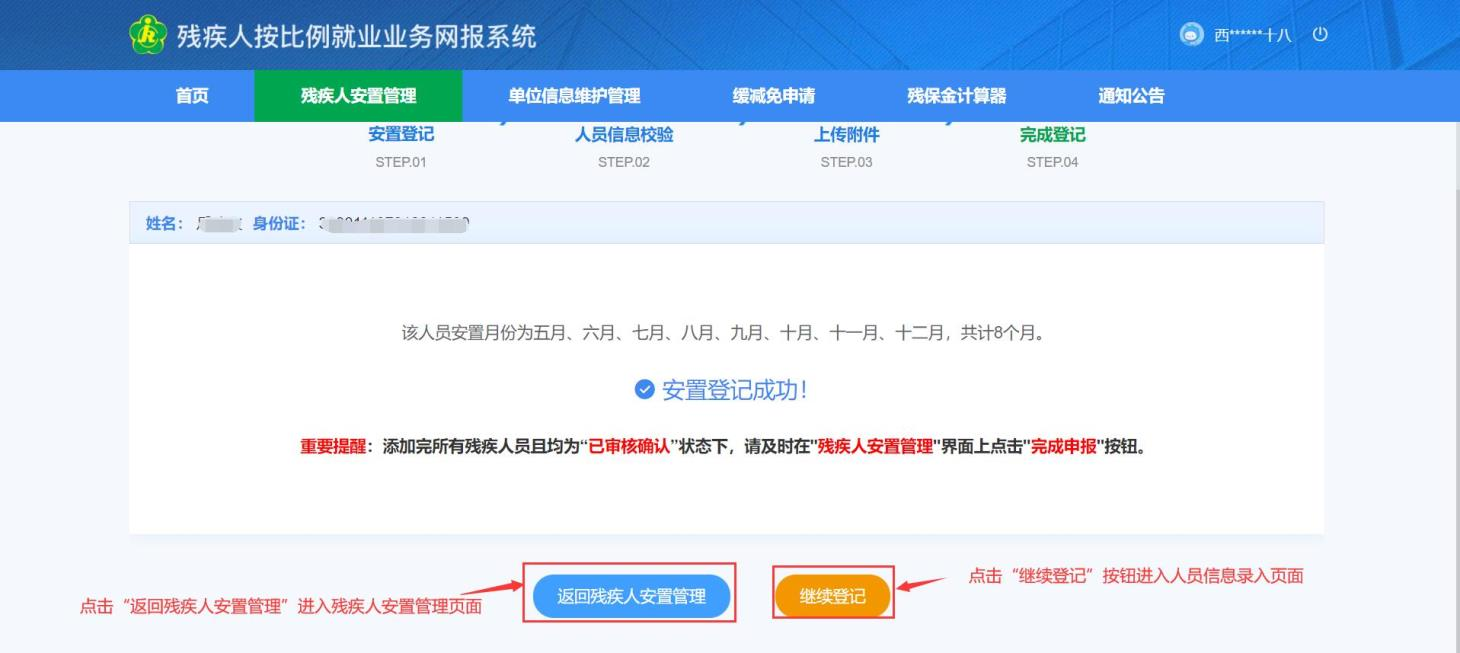 残疾人按比例就业业务网报系统
西******十八
首页 残疾人安置管理 单位信息维护管理 缓减免申请 残保金计算器 通知公告
安置登记 人员信息校验 上传附件 完成登记
STEP.01 STEP.02 STEP.03 STEP.04
姓名： 身份证：
该人员安置月份为五月、六月、七月、八月、九月、十月、十一月、十二月，共计8个月。
安置登记成功！
重要提醒：添加完所有残疾人员且均为“已审核确认”状态下，请及时在"残疾人安置管理"界面上点击"完成申报"按钮。
点击“返回残疾人安置管理”进入残疾人安置管理页面
返回残疾人安置管理
继续登记
点击“继续登记”按钮进入人员信息录入页面